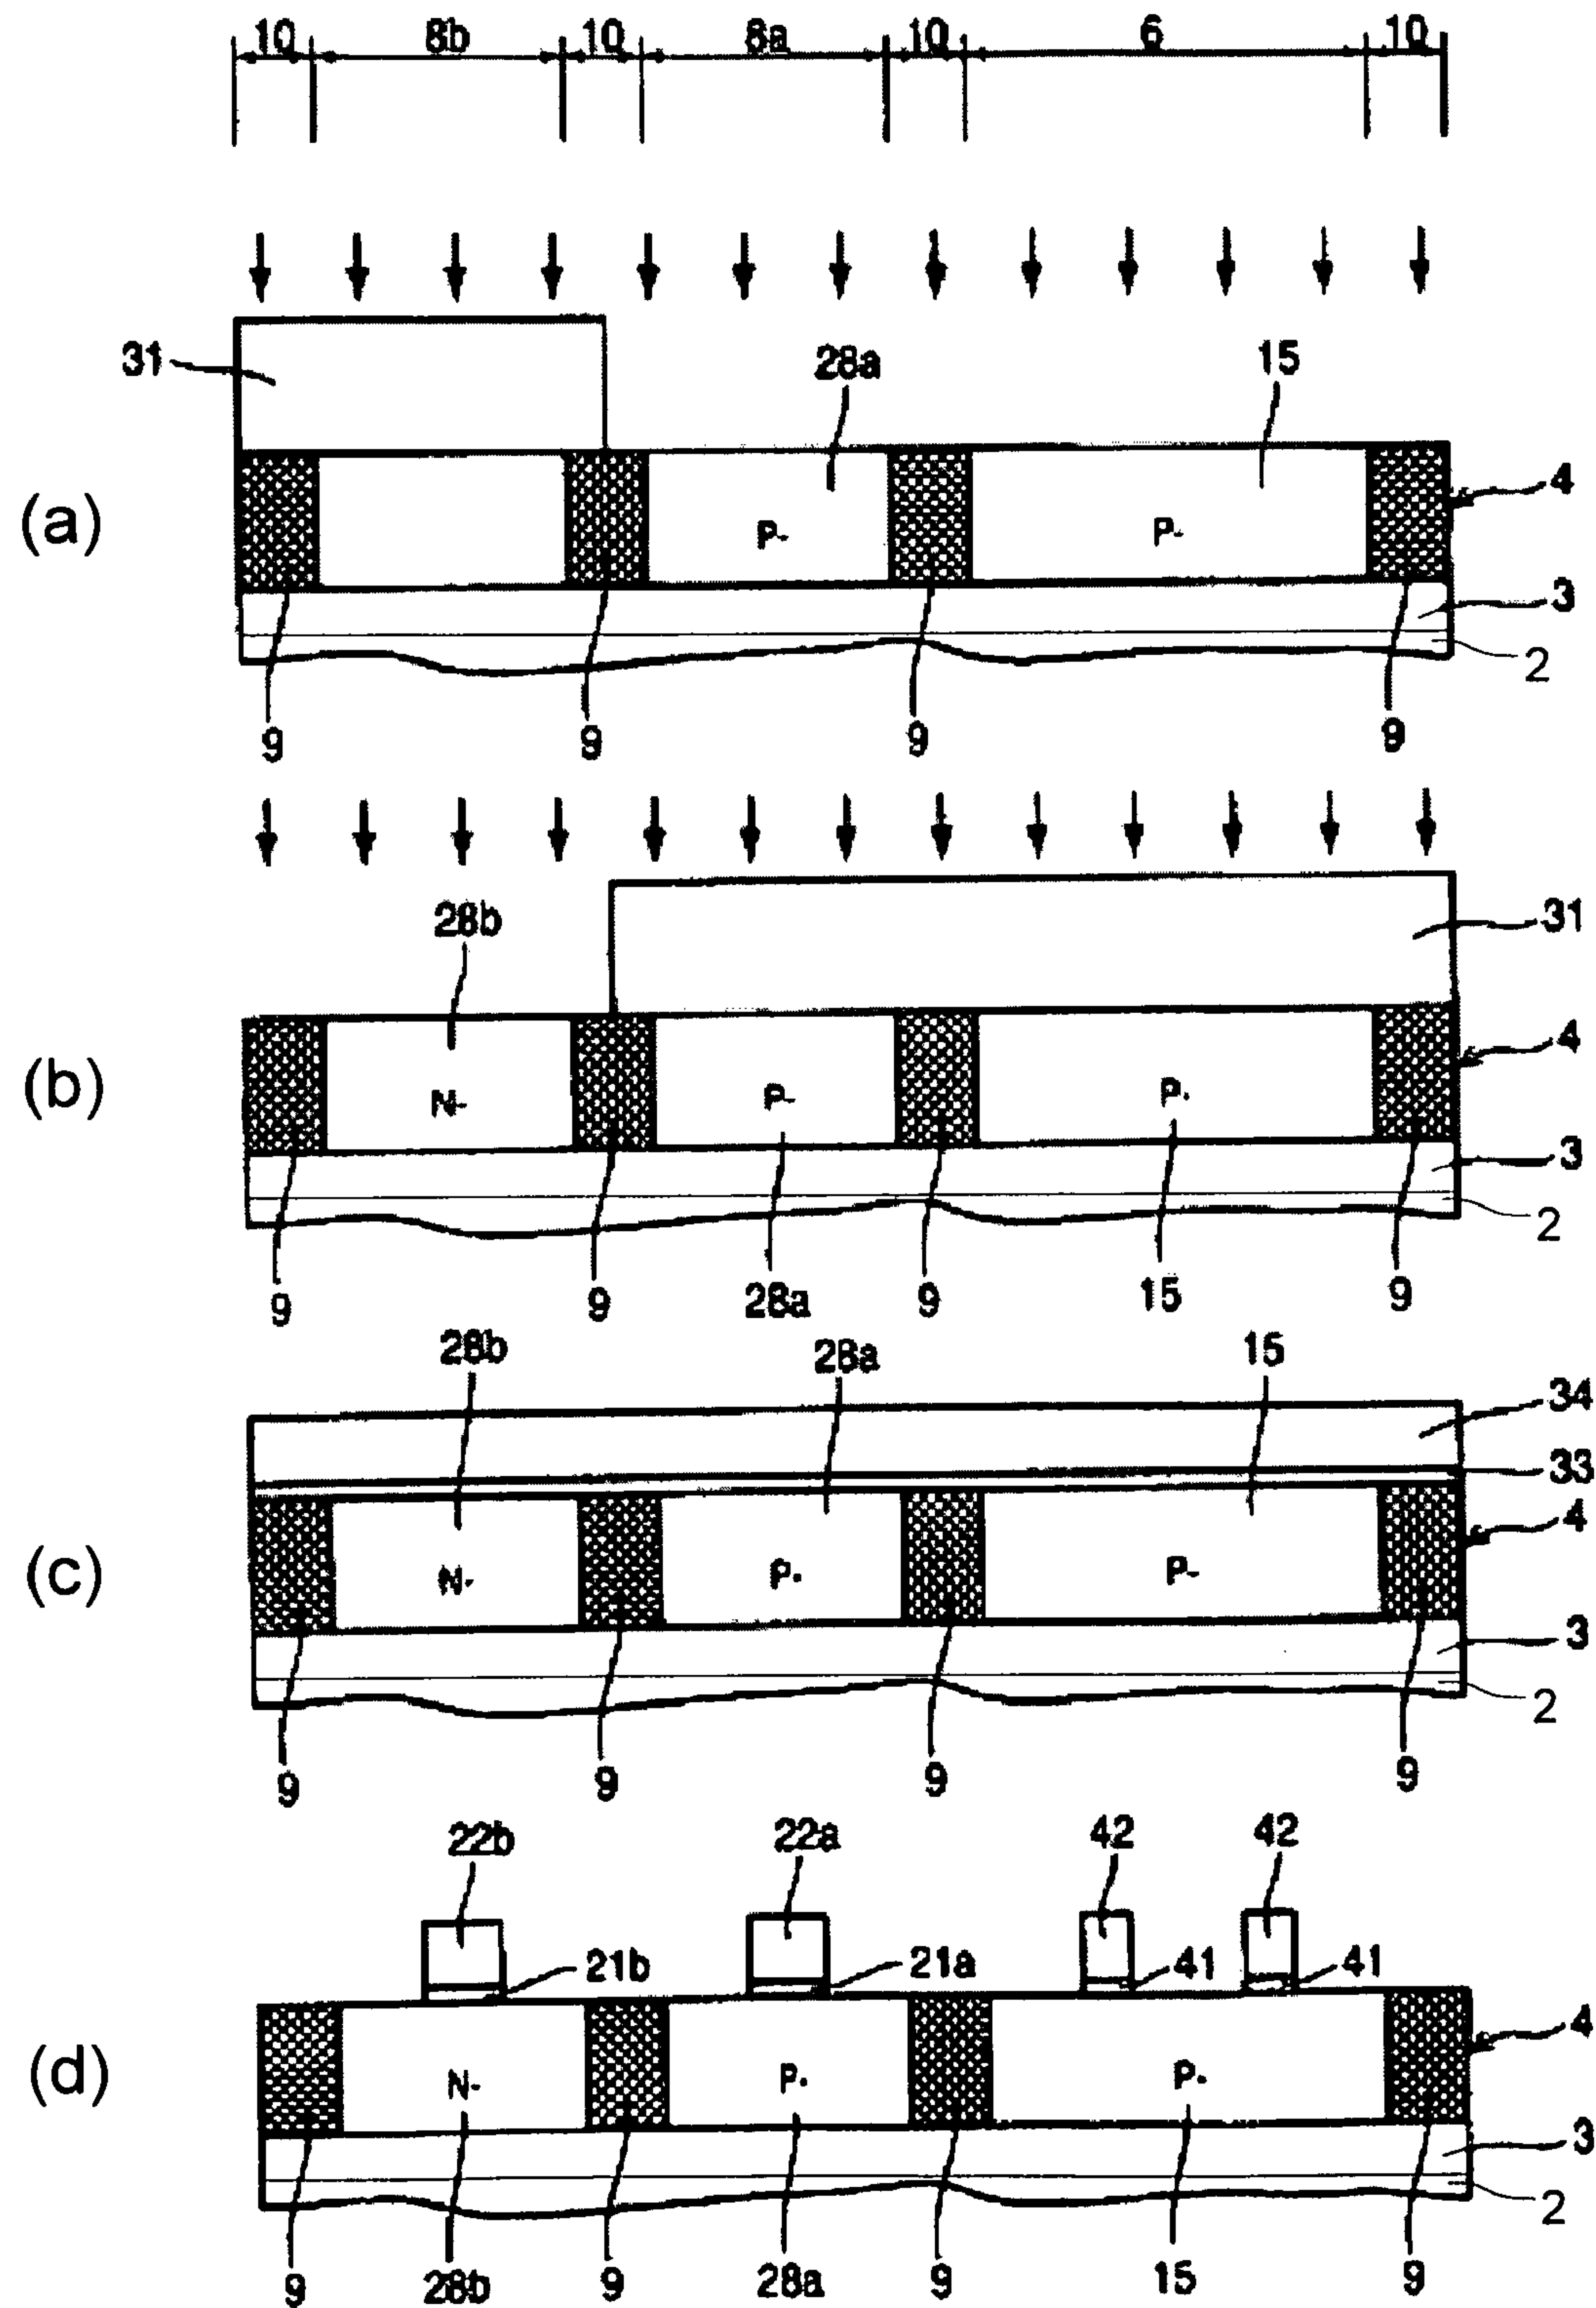 10 8b 10 8a 10 6 10
31 28a 15
(a) P- P- 4
3
2
9 9 9 9
28b 31
(b) N- P- P- 4
3
2
9 9 28a 9 15 9
28b 28a 15
34
33
4
(c) N- P- P-
3
2
9 9 9 9
22b 22a 42 42
21b 21a 41 41
(d) N- P- P- 4
3
2
9 28b 9 28a 9 15 9